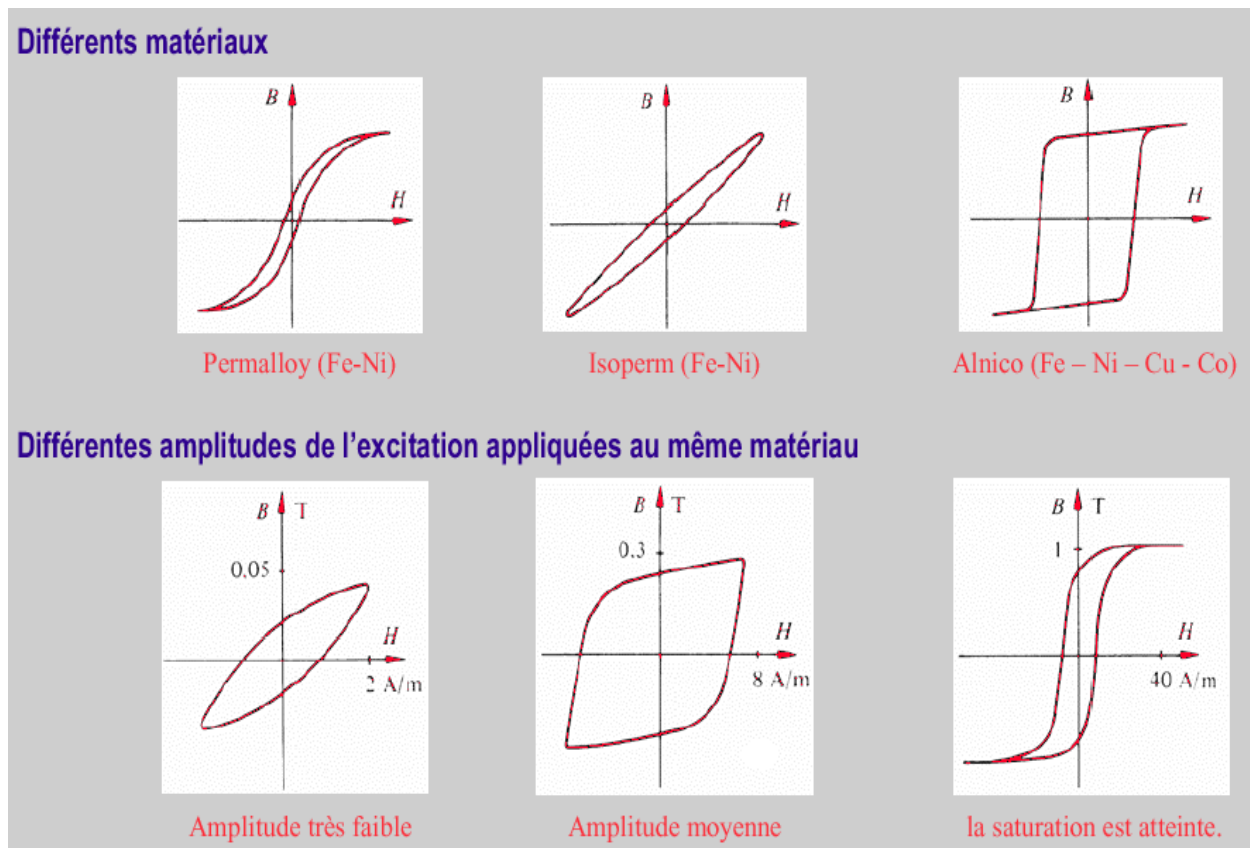 Différents matériaux
B
H
B
H
B
H
Permalloy (Fe-Ni)
Isoperm (Fe-Ni)
Alnico (Fe – Ni – Cu - Co)
Différentes amplitudes de l’excitation appliquées au même matériau
B T
0,05
H
2 A/m
B T
0.3
H
8 A/m
B T
1
H
40 A/m
Amplitude très faible
Amplitude moyenne
la saturation est atteinte.